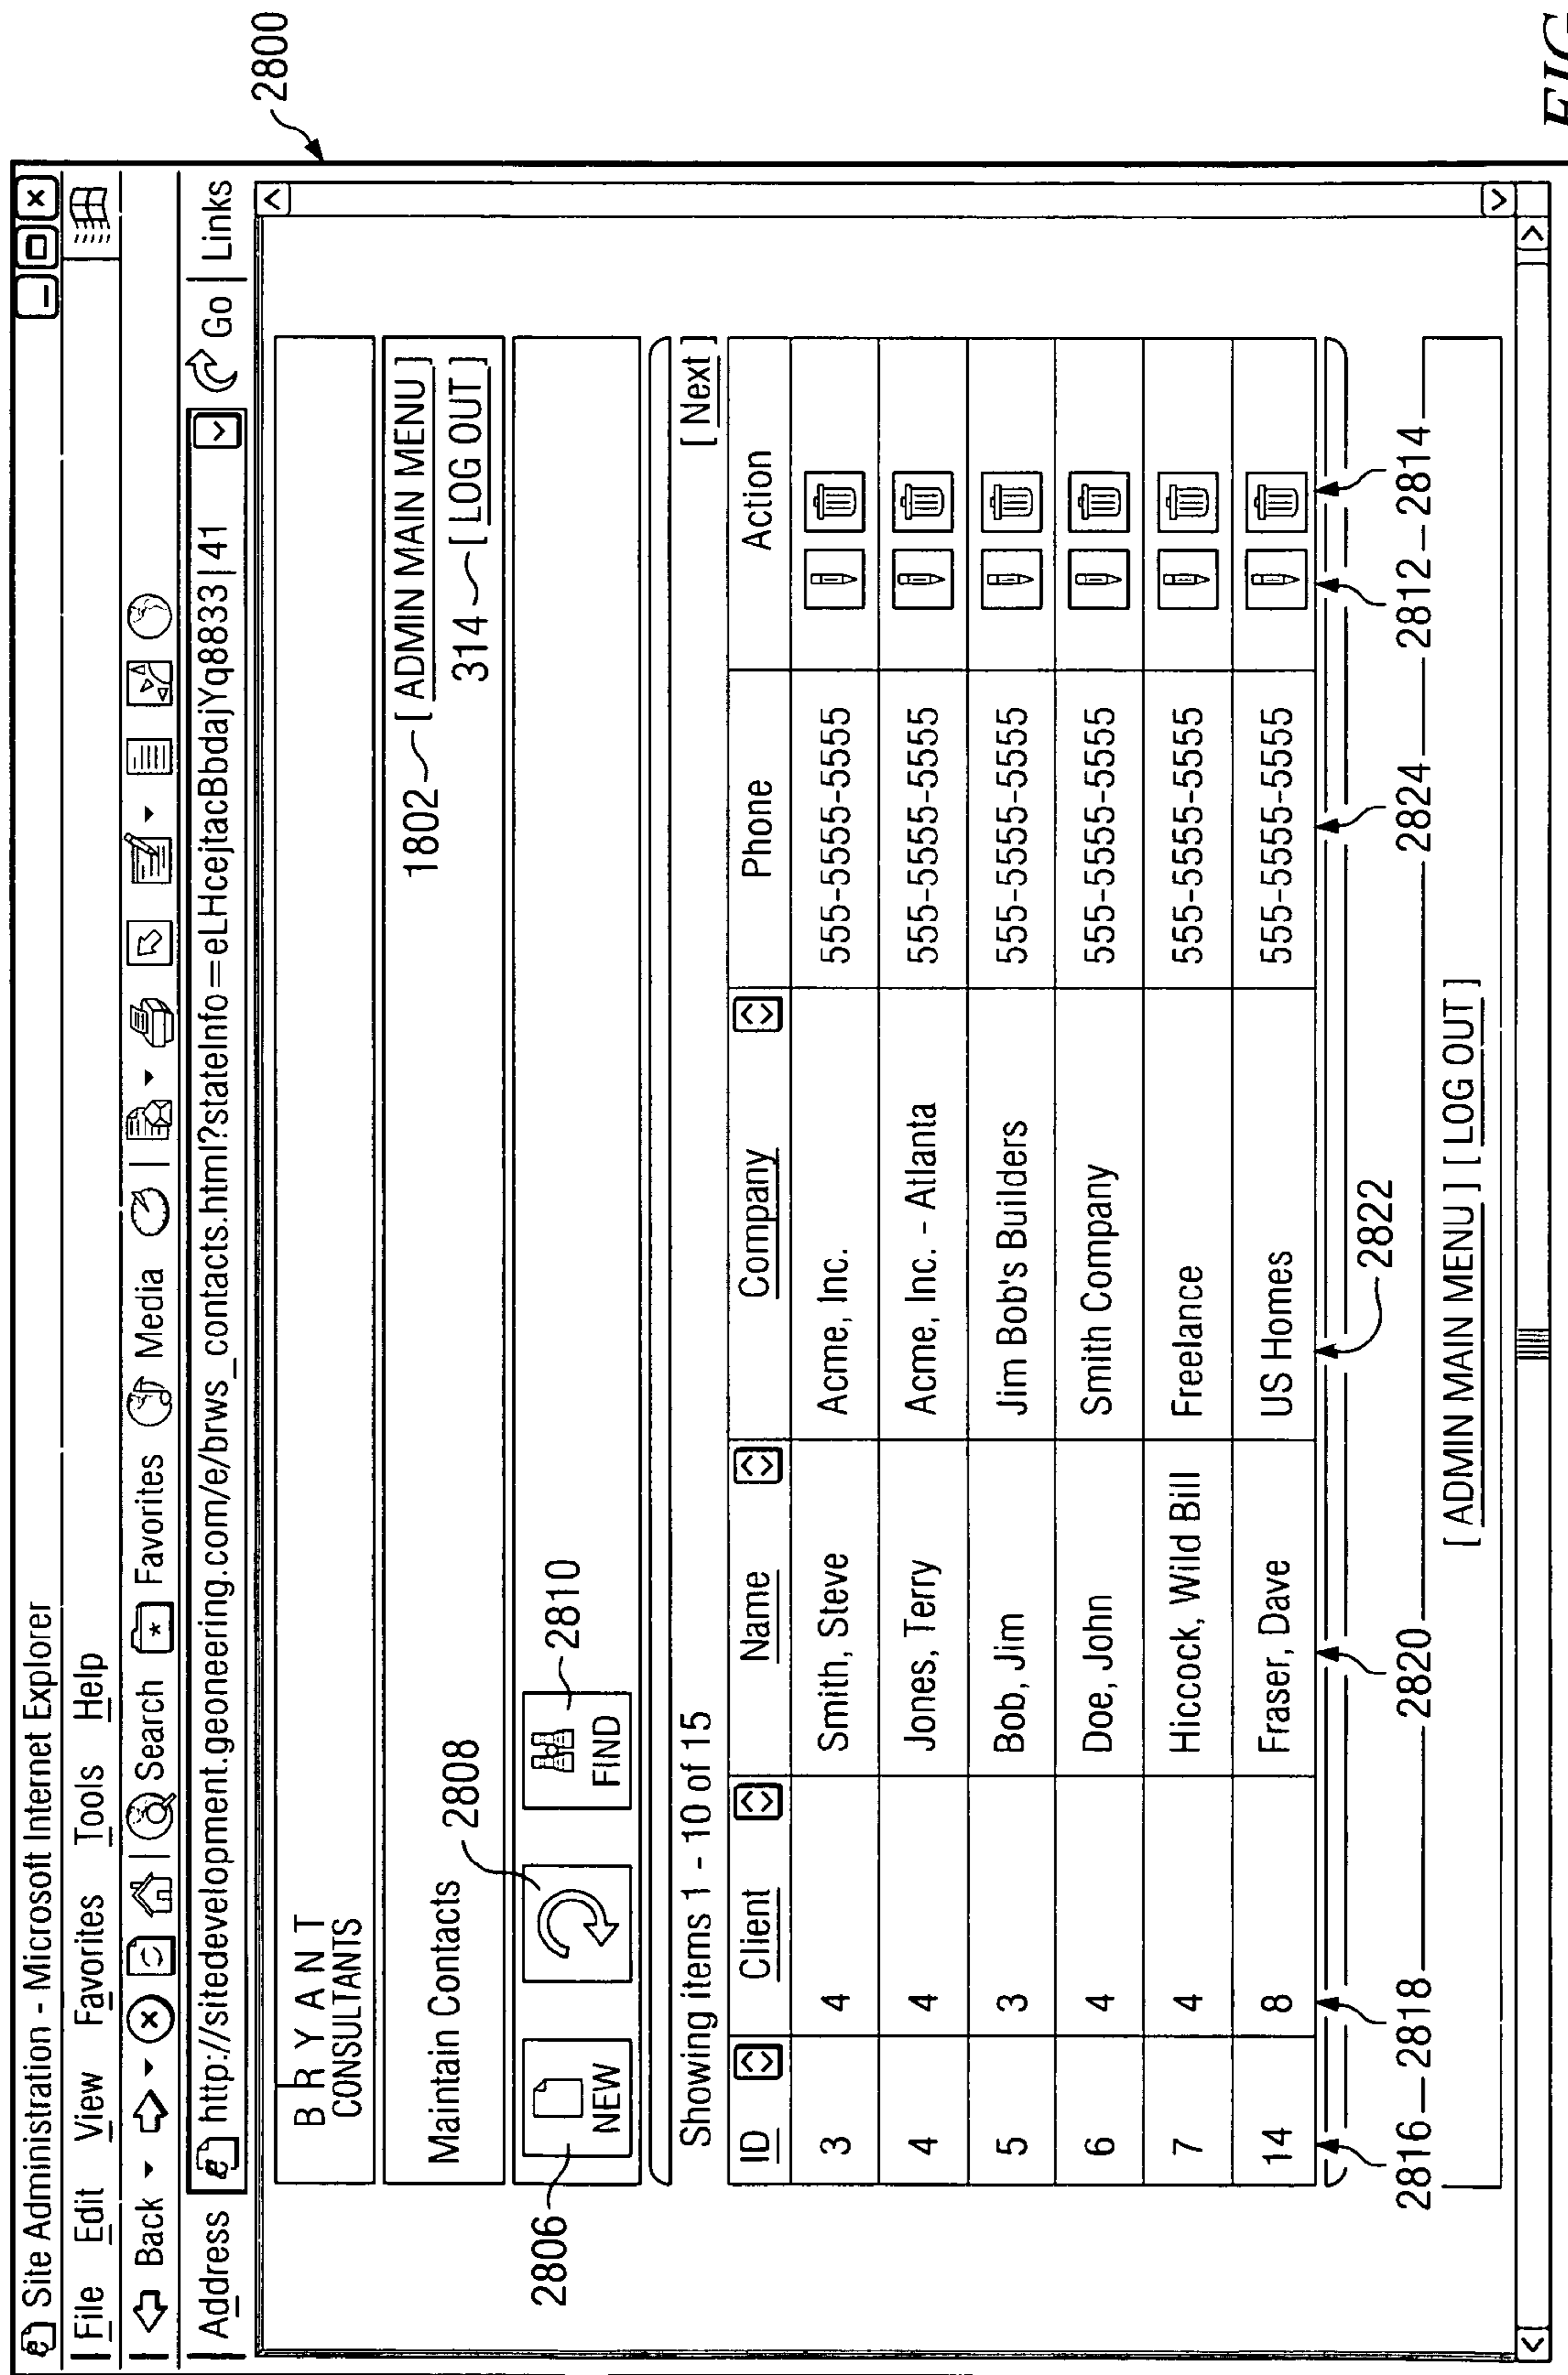 Site Administration - Microsoft Internet Explorer
File Edit View Favorites Tools Help
Back Search Favorites Media
Address http://sitedevelopment.geoneering.com/e/brws_contacts.html?stateInfo=eLHcejtacBbdajYq8833|41 Go Links
2800
BRYANT
CONSULTANTS
Maintain Contacts
1802 [ ADMIN MAIN MENU ]
314 [ LOG OUT ]
2806 NEW
2808
FIND 2810
Showing items 1 - 10 of 15 [ Next ]
ID Client Name Company Phone Action
3 4 Smith, Steve Acme, Inc. 555-5555-5555
4 4 Jones, Terry Acme, Inc. - Atlanta 555-5555-5555
5 3 Bob, Jim Jim Bob's Builders 555-5555-5555
6 4 Doe, John Smith Company 555-5555-5555
7 4 Hiccock, Wild Bill Freelance 555-5555-5555
14 8 Fraser, Dave US Homes 555-5555-5555
2822
2816 2818 2820 2824 2812 2814
[ ADMIN MAIN MENU ] [ LOG OUT ]
FIG